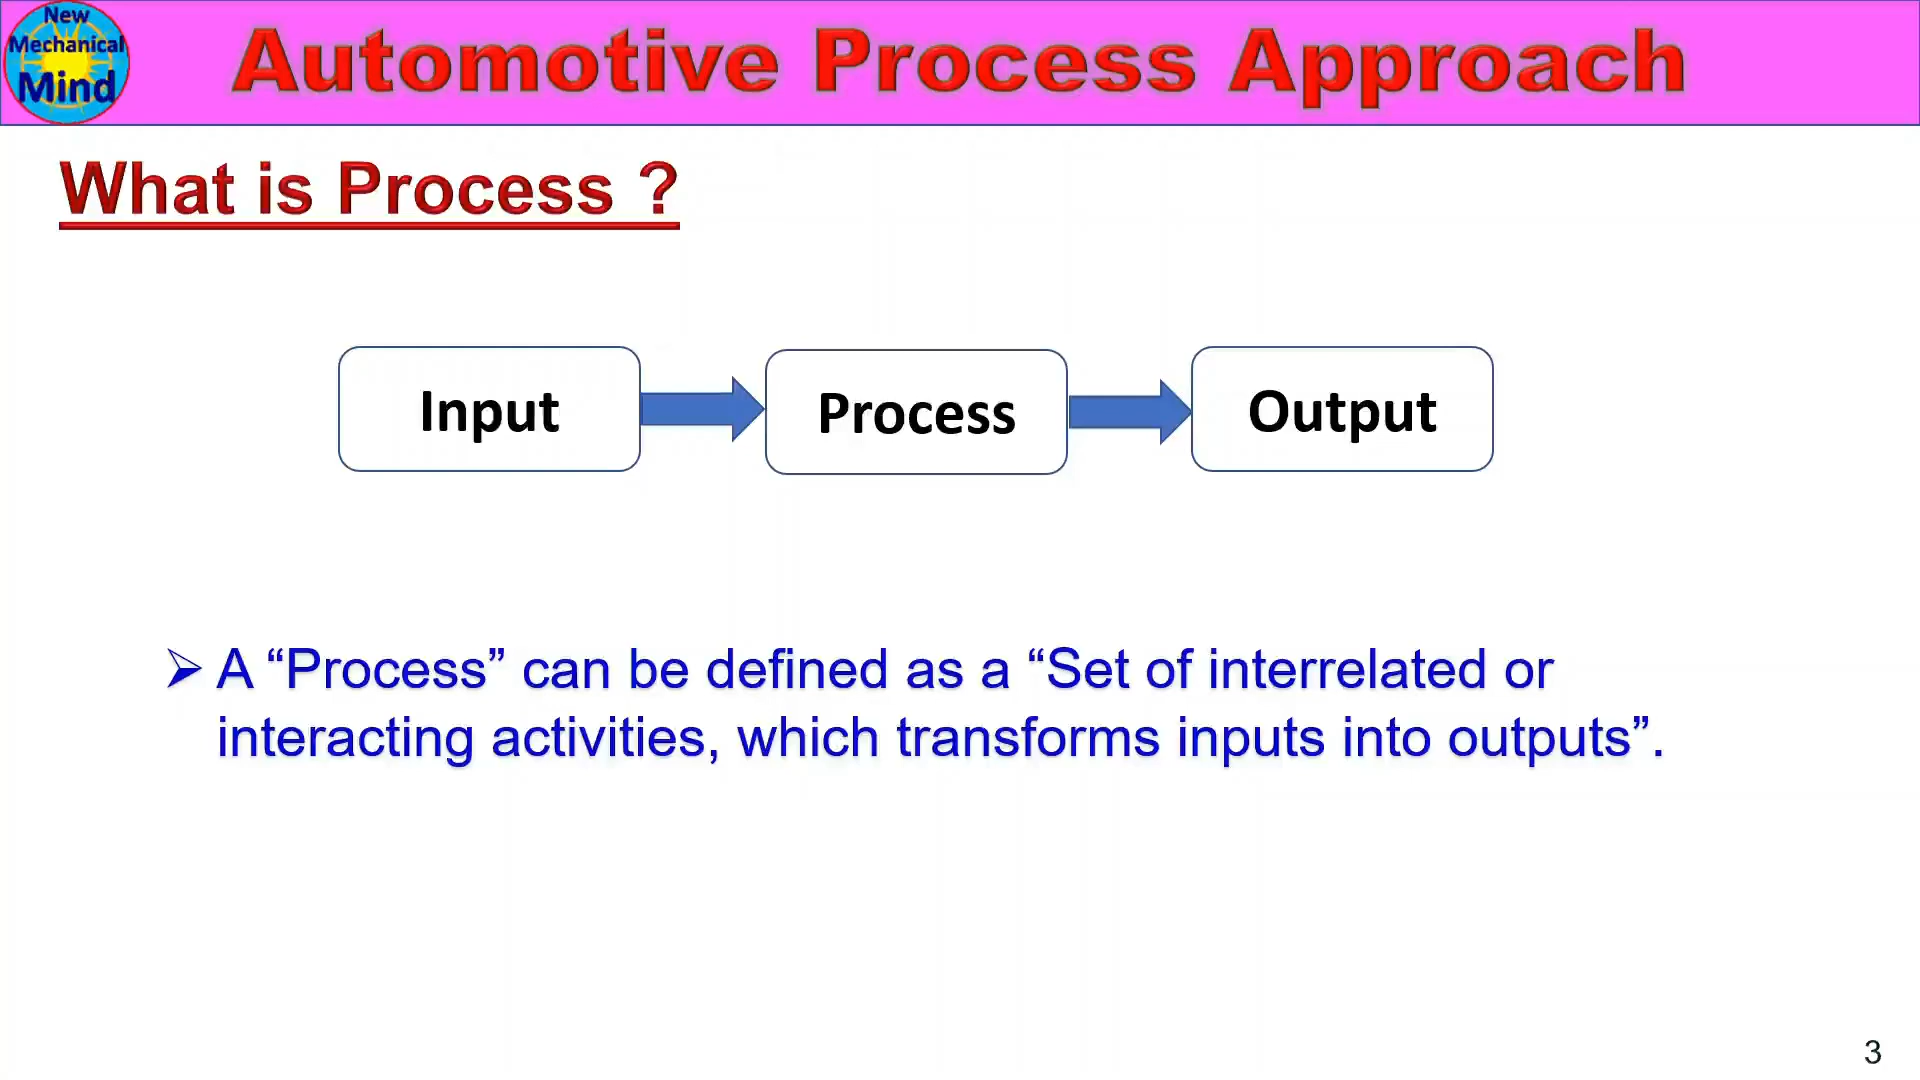 New
Mechanical
Mind
Automotive Process Approach
What is Process ?
Input
Process
Output
➢ A “Process” can be defined as a “Set of interrelated or
interacting activities, which transforms inputs into outputs”.
3